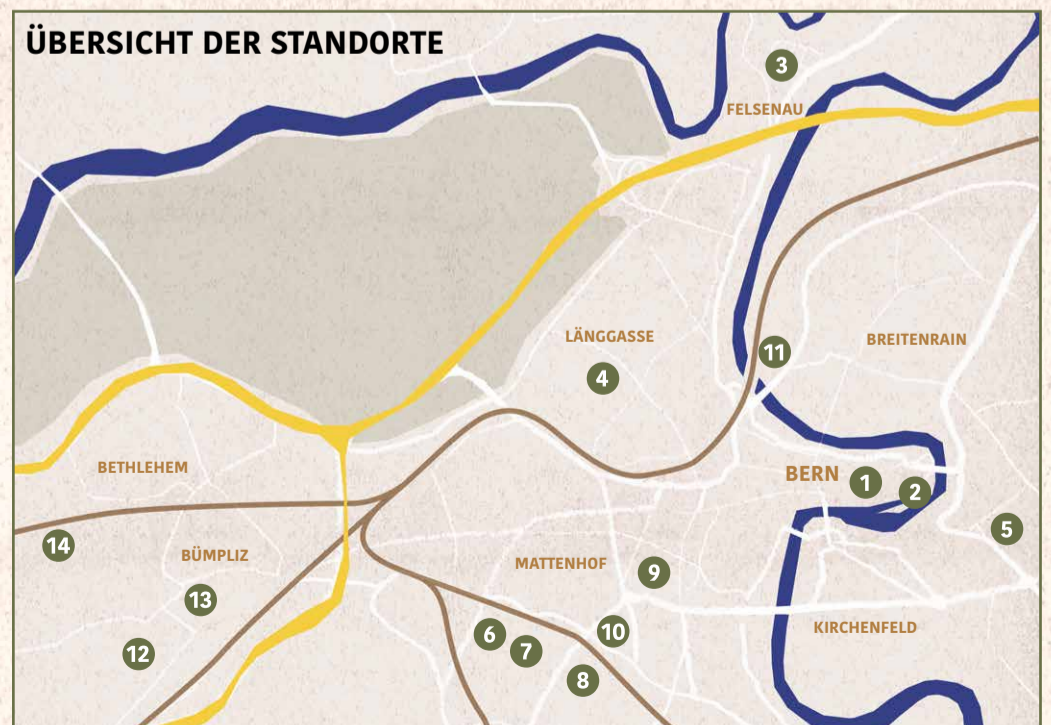 ÜBERSICHT DER STANDORTE
3
FELSENAU
LÄNGGASSE
4
11
BREITENRAIN
BETHLEHEM
BERN
1
2
5
14
BÜMPLIZ
MATTENHOF
9
13
6
7
10
KIRCHENFELD
12
8